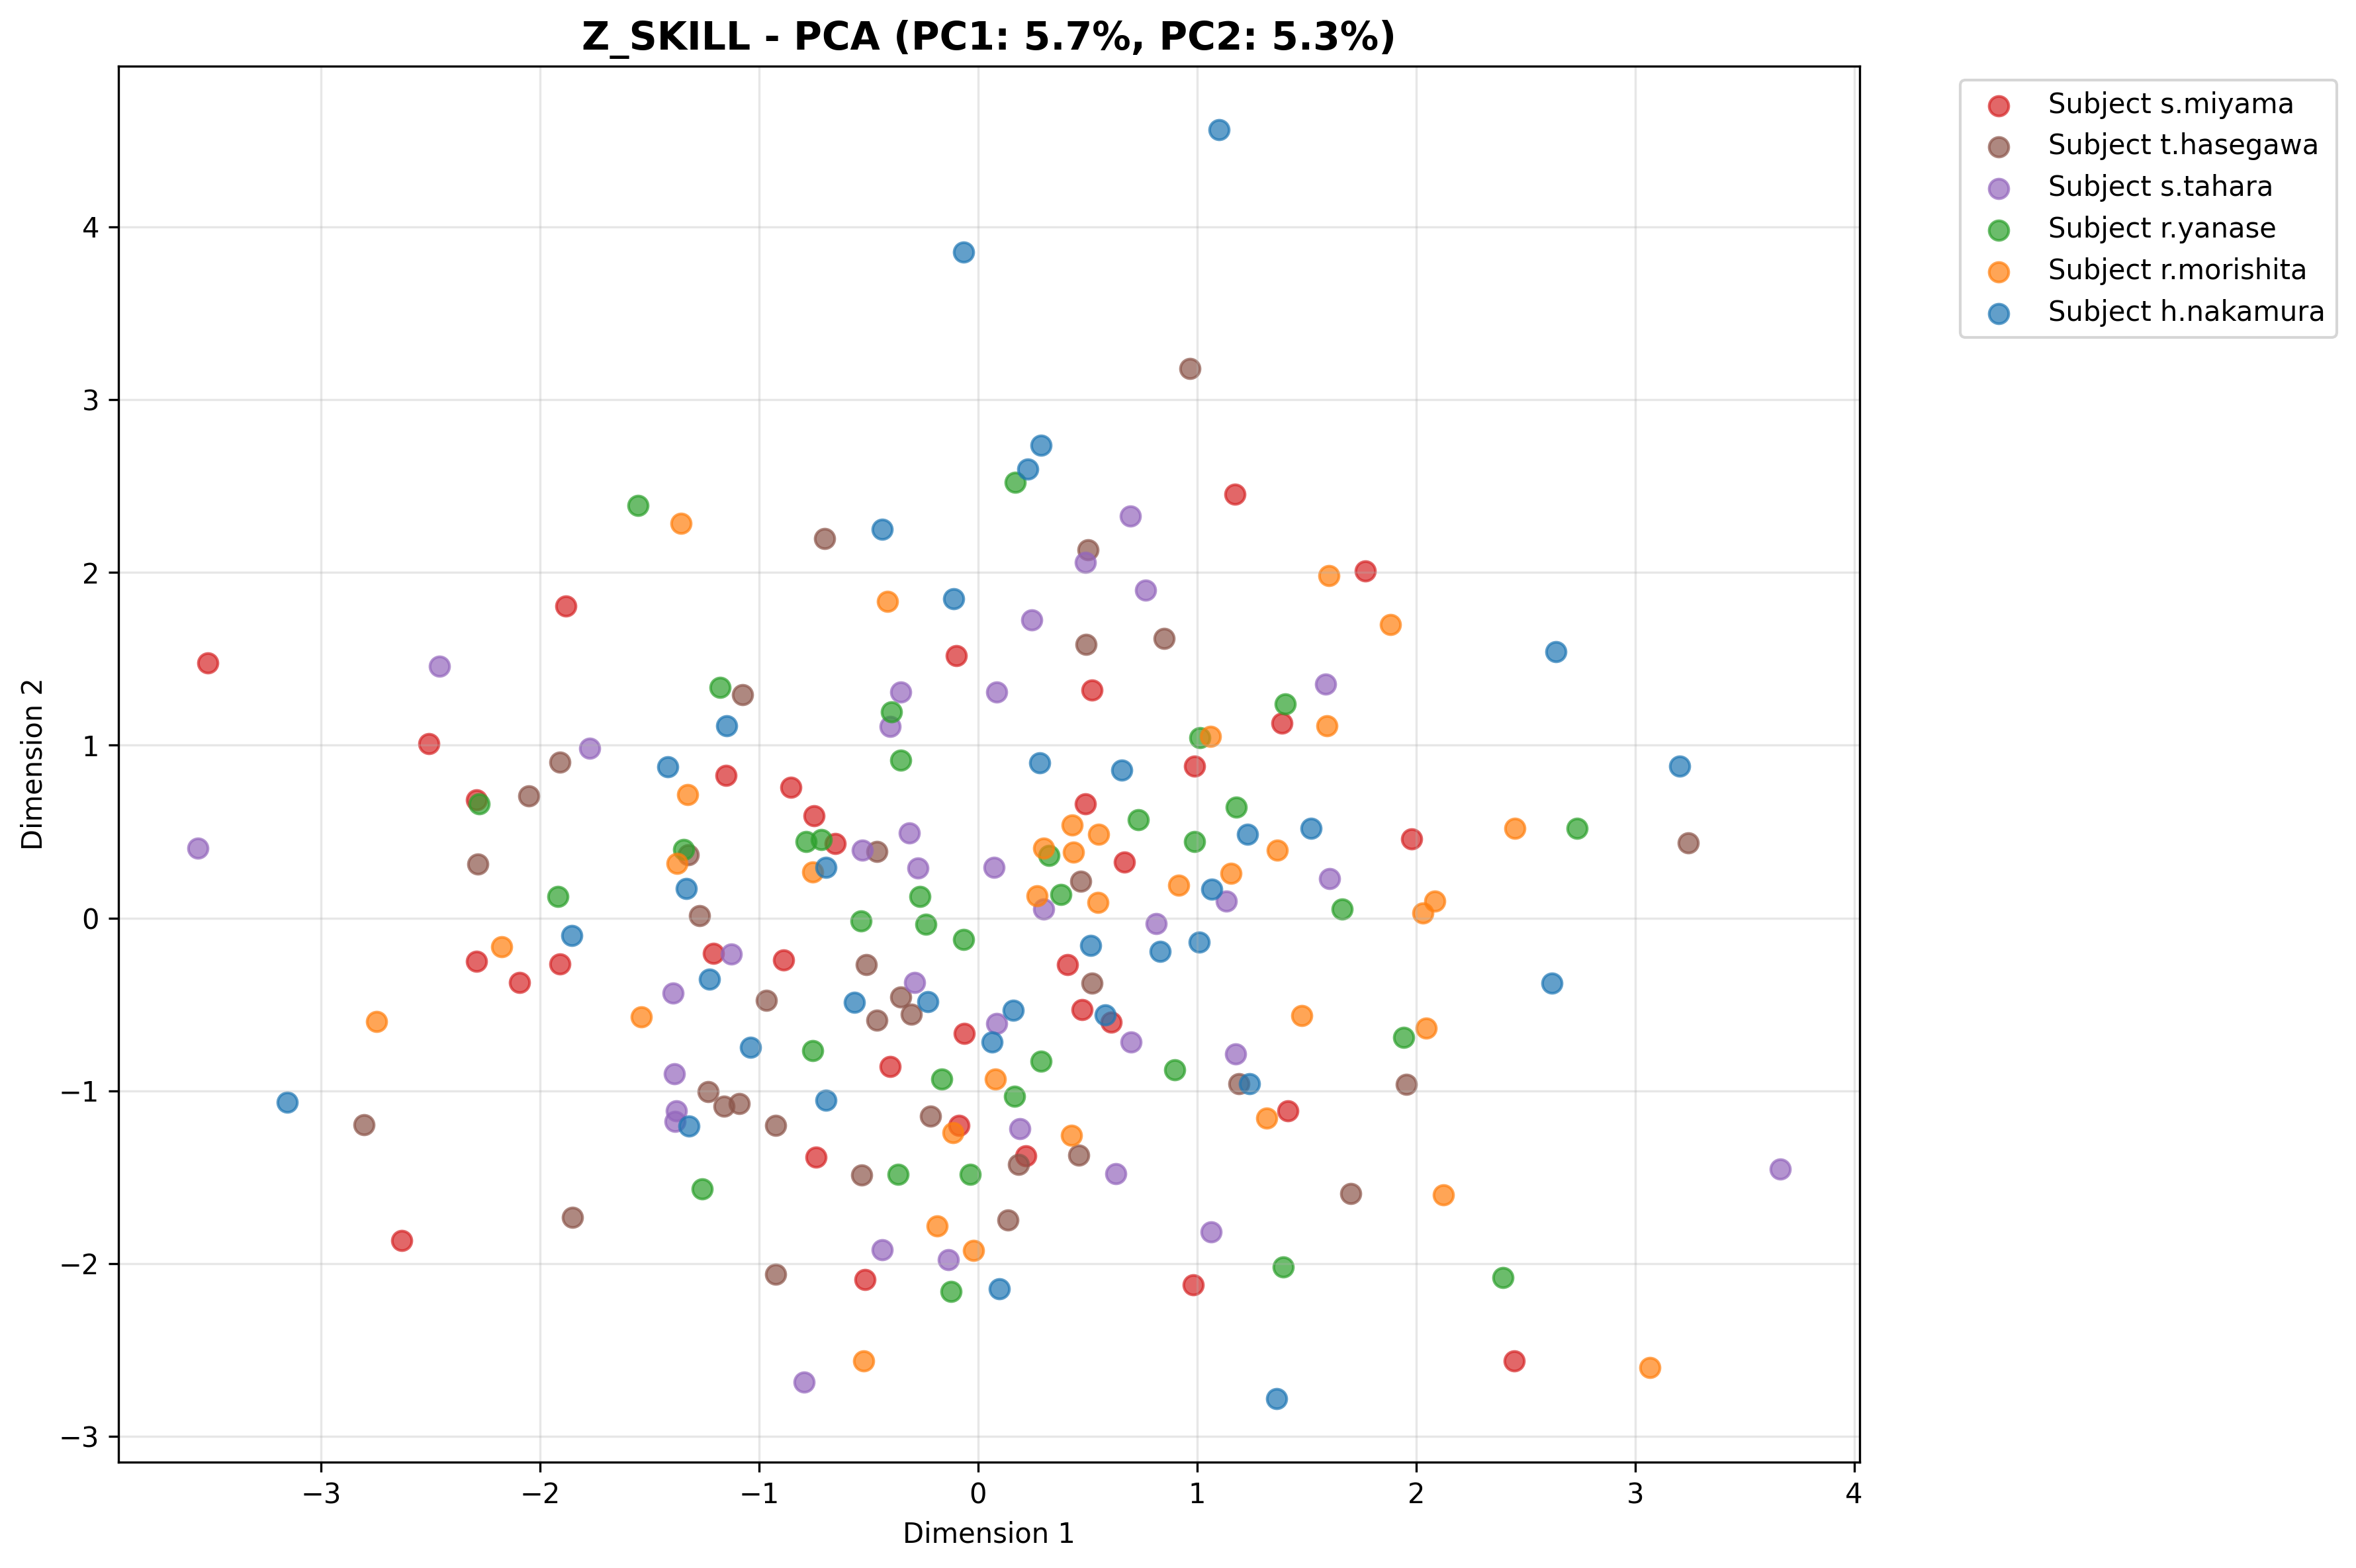 Z_SKILL - PCA (PC1: 5.7%, PC2: 5.3%)
Subject s.miyama
Subject t.hasegawa
Subject s.tahara
Subject r.yanase
Subject r.morishita
Subject h.nakamura
Dimension 2
4
3
2
1
0
−1
−2
−3
−3 −2 −1 0 1 2 3 4
Dimension 1